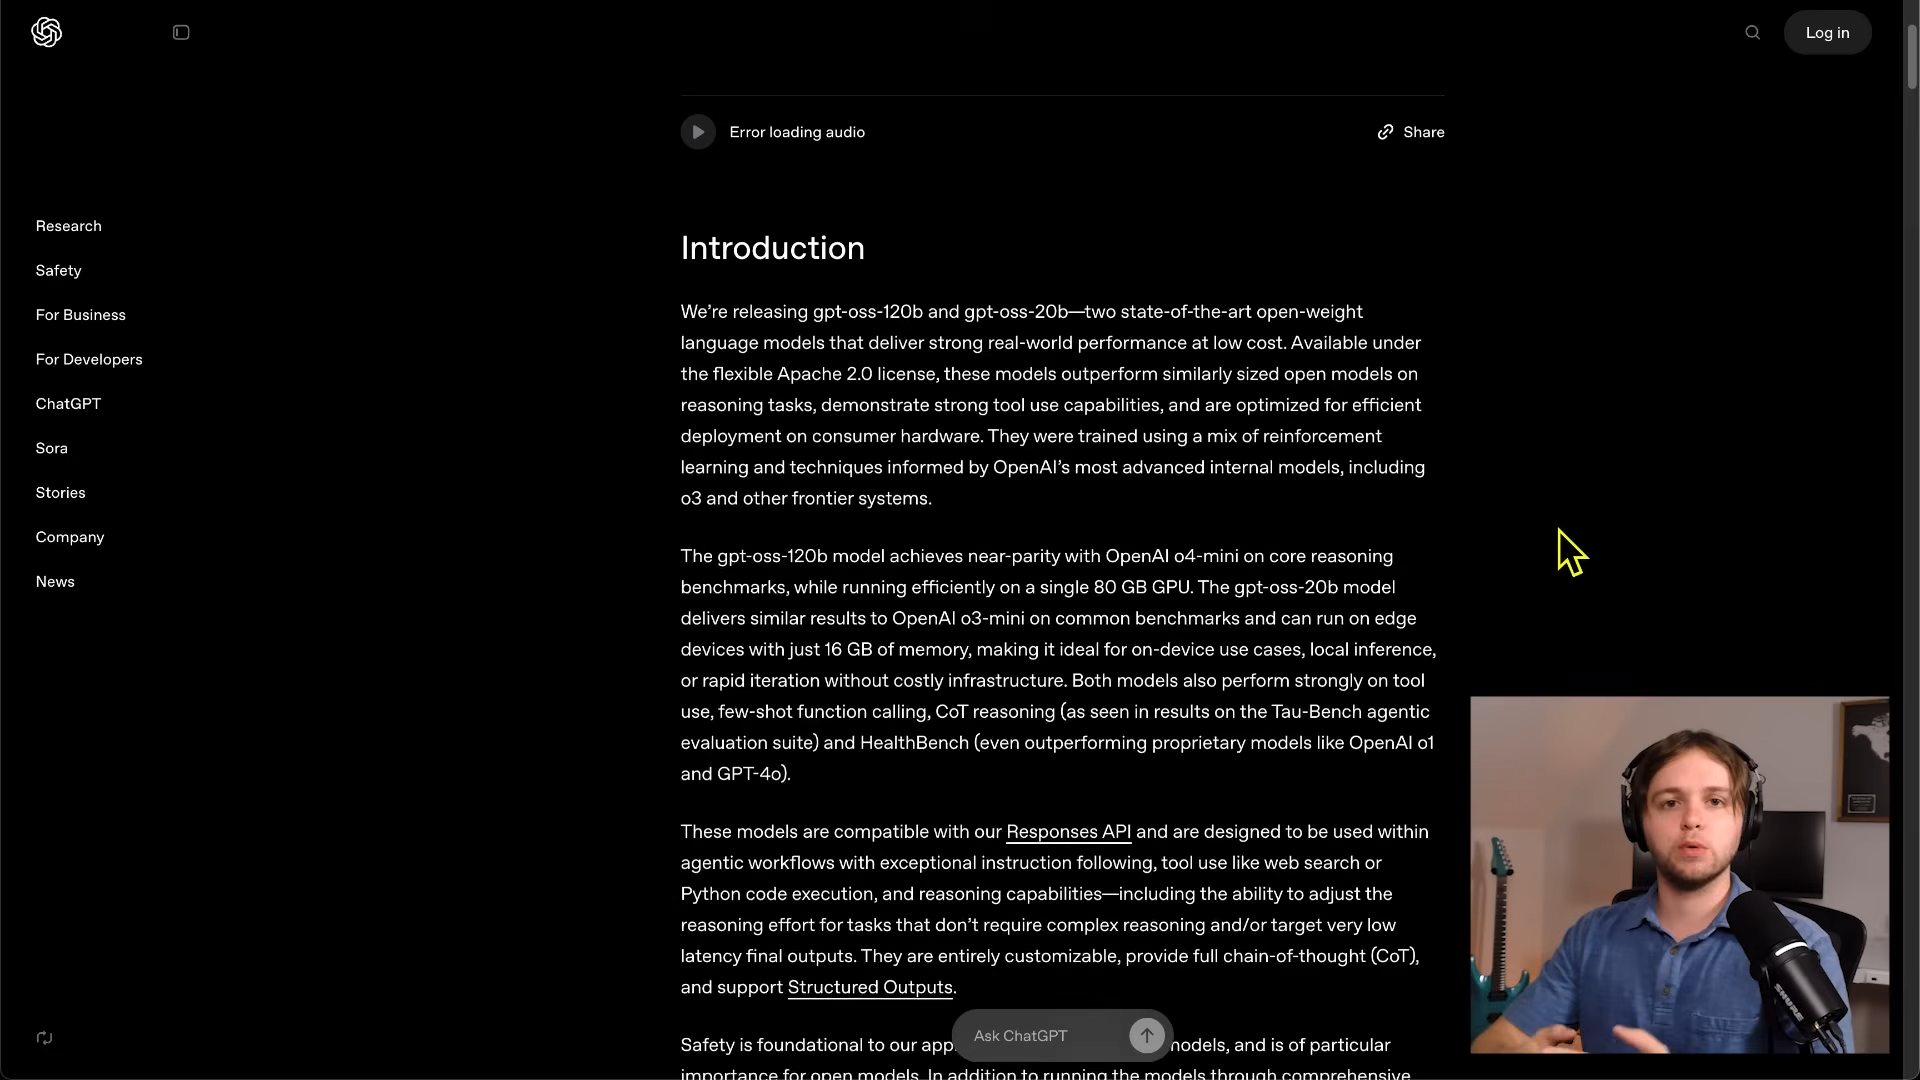 Log in
Error loading audio
Share
Research
Safety
For Business
For Developers
ChatGPT
Sora
Stories
Company
News
Introduction
We’re releasing gpt-oss-120b and gpt-oss-20b—two state-of-the-art open-weight
language models that deliver strong real-world performance at low cost. Available under
the flexible Apache 2.0 license, these models outperform similarly sized open models on
reasoning tasks, demonstrate strong tool use capabilities, and are optimized for efficient
deployment on consumer hardware. They were trained using a mix of reinforcement
learning and techniques informed by OpenAI’s most advanced internal models, including
o3 and other frontier systems.
The gpt-oss-120b model achieves near-parity with OpenAI o4-mini on core reasoning
benchmarks, while running efficiently on a single 80 GB GPU. The gpt-oss-20b model
delivers similar results to OpenAI o3-mini on common benchmarks and can run on edge
devices with just 16 GB of memory, making it ideal for on-device use cases, local inference,
or rapid iteration without costly infrastructure. Both models also perform strongly on tool
use, few-shot function calling, CoT reasoning (as seen in results on the Tau-Bench agentic
evaluation suite) and HealthBench (even outperforming proprietary models like OpenAI o1
and GPT-4o).
These models are compatible with our Responses API and are designed to be used within
agentic workflows with exceptional instruction following, tool use like web search or
Python code execution, and reasoning capabilities—including the ability to adjust the
reasoning effort for tasks that don’t require complex reasoning and/or target very low
latency final outputs. They are entirely customizable, provide full chain-of-thought (CoT),
and support Structured Outputs.
Ask ChatGPT
Safety is foundational to our app models, and is of particular
importance for open models. In addition to running the models through comprehensive
SHURE